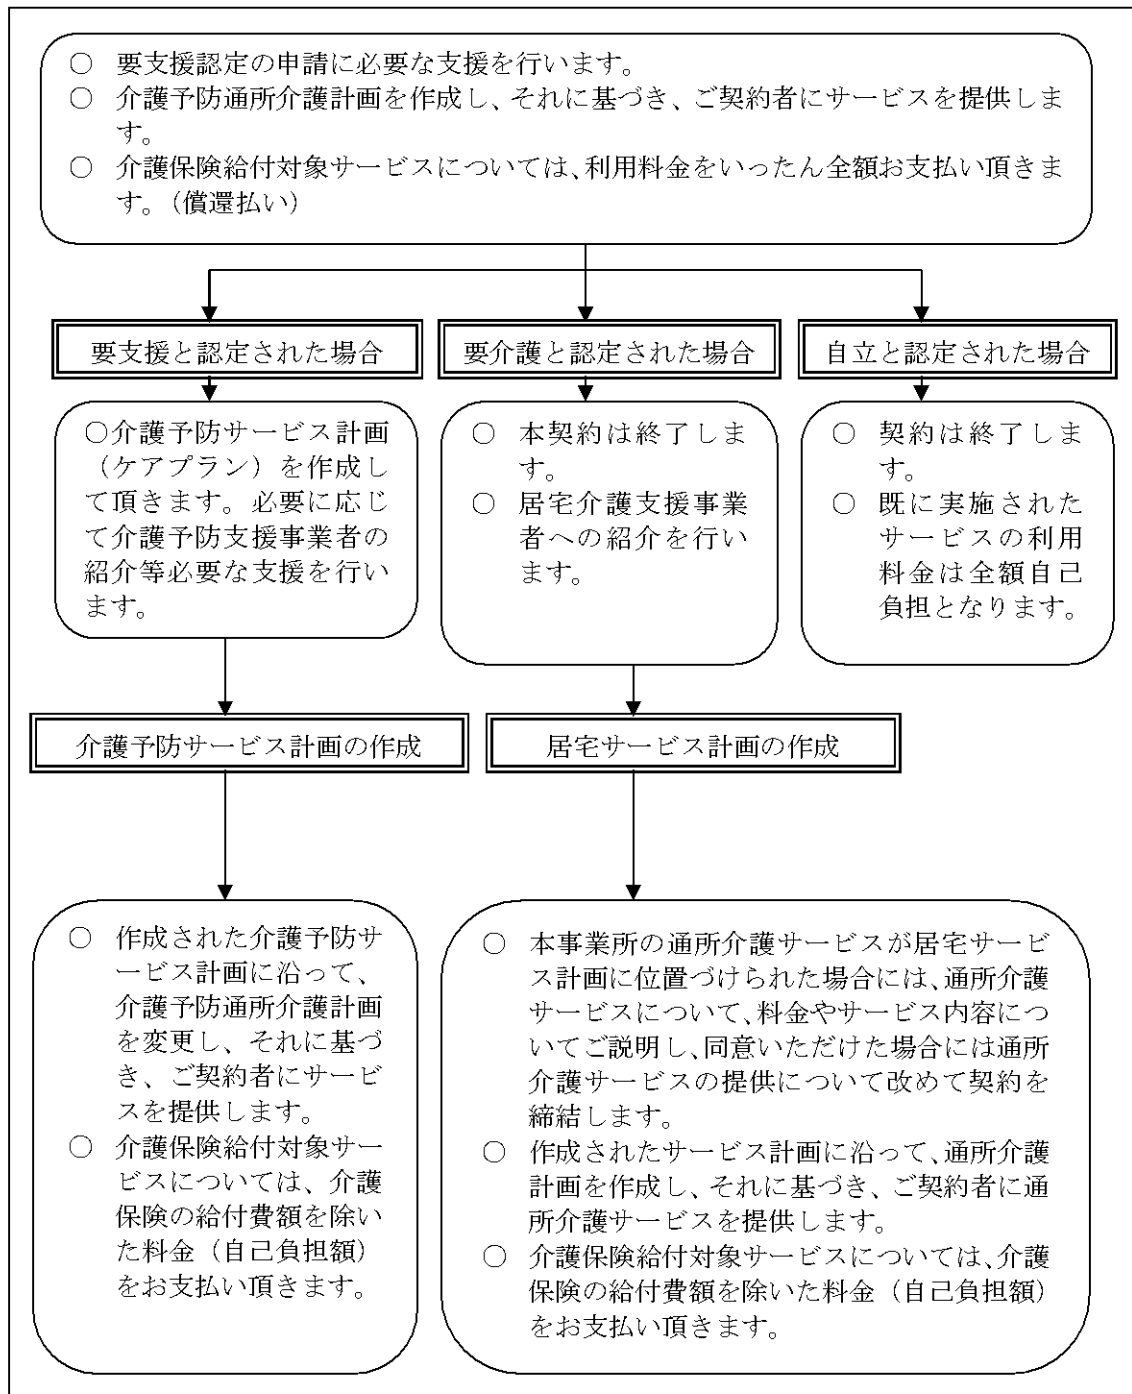 ○ 要支援認定の申請に必要な支援を行います。
○ 介護予防通所介護計画を作成し、それに基づき、ご契約者にサービスを提供しま
す。
○ 介護保険給付対象サービスについては、利用料金をいったん全額お支払い頂きま
す。（償還払い）
要支援と認定された場合
要介護と認定された場合
自立と認定された場合
○介護予防サービス計画
（ケアプラン）を作成し
て頂きます。必要に応じ
て介護予防支援事業者の
紹介等必要な支援を行い
ます。
○ 本契約は終了しま
す。
○ 居宅介護支援事業
者への紹介を行い
ます。
○ 契約は終了しま
す。
○ 既に実施された
サービスの利用
料金は全額自己
負担となります。
介護予防サービス計画の作成
居宅サービス計画の作成
○ 作成された介護予防サ
ービス計画に沿って、
介護予防通所介護計画
を変更し、それに基づ
き、ご契約者にサービ
スを提供します。
○ 介護保険給付対象サー
ビスについては、介護
保険の給付費額を除い
た料金（自己負担額）
をお支払い頂きます。
○ 本事業所の通所介護サービスが居宅サービ
ス計画に位置づけられた場合には、通所介護
サービスについて、料金やサービス内容につ
いてご説明し、同意いただけた場合には通所
介護サービスの提供について改めて契約を
締結します。
○ 作成されたサービス計画に沿って、通所介護
計画を作成し、それに基づき、ご契約者に通
所介護サービスを提供します。
○ 介護保険給付対象サービスについては、介護
保険の給付費額を除いた料金（自己負担額）
をお支払い頂きます。